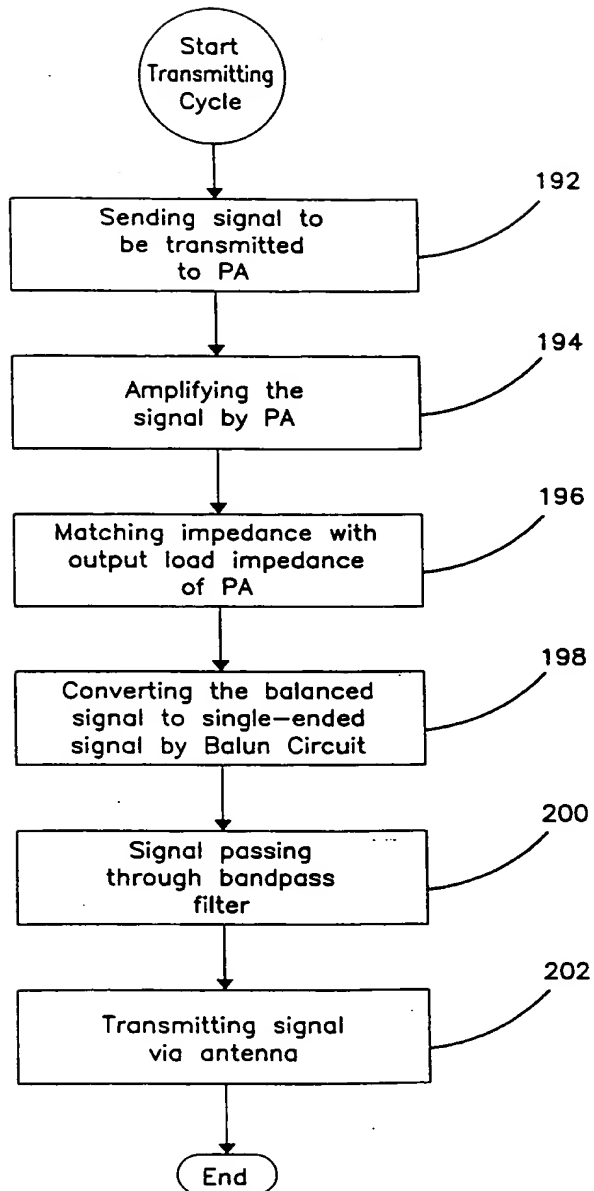 Start
Transmitting
Cycle
192
Sending signal to
be transmitted
to PA
194
Amplifying the
signal by PA
196
Matching impedance with
output load impedance
of PA
198
Converting the balanced
signal to single-ended
signal by Balun Circuit
200
Signal passing
through bandpass
filter
202
Transmitting signal
via antenna
End